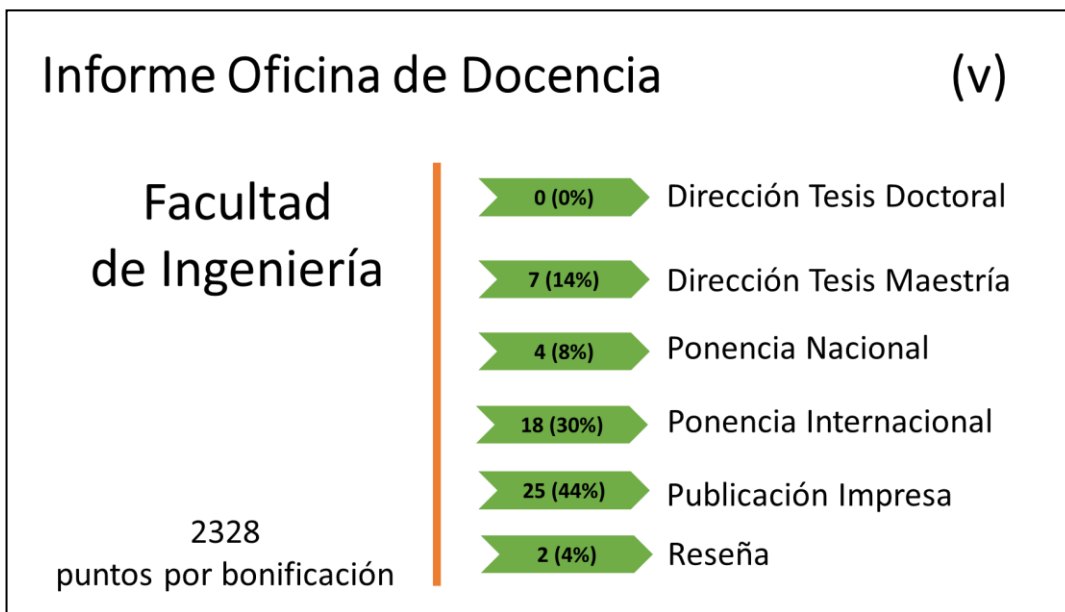 Informe Oficina de Docencia (v)
Facultad
de Ingeniería
2328
puntos por bonificación
0 (0%) Dirección Tesis Doctoral
7 (14%) Dirección Tesis Maestría
4 (8%) Ponencia Nacional
18 (30%) Ponencia Internacional
25 (44%) Publicación Impresa
2 (4%) Reseña